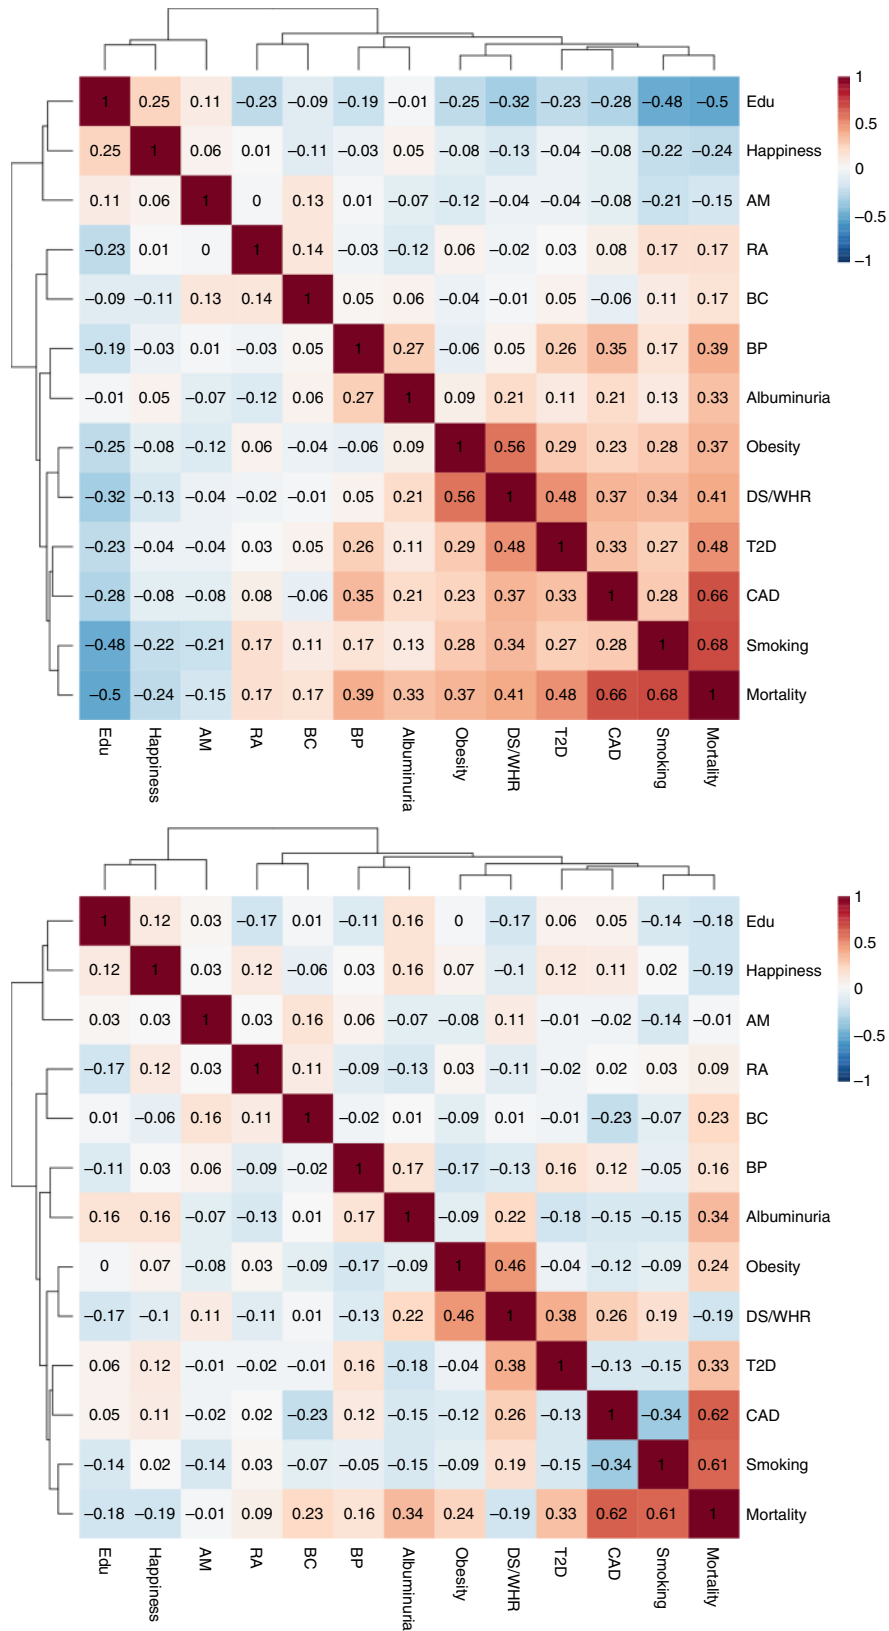 1 0.25 0.11 −0.23 −0.09 −0.19 −0.01 −0.25 −0.32 −0.23 −0.28 −0.48 −0.5 Edu
0.25 1 0.06 0.01 −0.11 −0.03 0.05 −0.08 −0.13 −0.04 −0.08 −0.22 −0.24 Happiness
0.11 0.06 1 0 0.13 0.01 −0.07 −0.12 −0.04 −0.04 −0.08 −0.21 −0.15 AM
−0.23 0.01 0 1 0.14 −0.03 −0.12 0.06 −0.02 0.03 0.08 0.17 0.17 RA
−0.09 −0.11 0.13 0.14 1 0.05 0.06 −0.04 −0.01 0.05 −0.06 0.11 0.17 BC
−0.19 −0.03 0.01 −0.03 0.05 1 0.27 −0.06 0.05 0.26 0.35 0.17 0.39 BP
−0.01 0.05 −0.07 −0.12 0.06 0.27 1 0.09 0.21 0.11 0.21 0.13 0.33 Albuminuria
−0.25 −0.08 −0.12 0.06 −0.04 −0.06 0.09 1 0.56 0.29 0.23 0.28 0.37 Obesity
−0.32 −0.13 −0.04 −0.02 −0.01 0.05 0.21 0.56 1 0.48 0.37 0.34 0.41 DS/WHR
−0.23 −0.04 −0.04 0.03 0.05 0.26 0.11 0.29 0.48 1 0.33 0.27 0.48 T2D
−0.28 −0.08 −0.08 0.08 −0.06 0.35 0.21 0.23 0.37 0.33 1 0.28 0.66 CAD
−0.48 −0.22 −0.21 0.17 0.11 0.17 0.13 0.28 0.34 0.27 0.28 1 0.68 Smoking
−0.5 −0.24 −0.15 0.17 0.17 0.39 0.33 0.37 0.41 0.48 0.66 0.68 1 Mortality
Edu Happiness AM RA BC BP Albuminuria Obesity DS/WHR T2D CAD Smoking Mortality
1
0.5
0
−0.5
−1
1 0.12 0.03 −0.17 0.01 −0.11 0.16 0 −0.17 0.06 0.05 −0.14 −0.18 Edu
0.12 1 0.03 0.12 −0.06 0.03 0.16 0.07 −0.1 0.12 0.11 0.02 −0.19 Happiness
0.03 0.03 1 0.03 0.16 0.06 −0.07 −0.08 0.11 −0.01 −0.02 −0.14 −0.01 AM
−0.17 0.12 0.03 1 0.11 −0.09 −0.13 0.03 −0.11 −0.02 0.02 0.03 0.09 RA
0.01 −0.06 0.16 0.11 1 −0.02 0.01 −0.09 0.01 −0.01 −0.23 −0.07 0.23 BC
−0.11 0.03 0.06 −0.09 −0.02 1 0.17 −0.17 −0.13 0.16 0.12 −0.05 0.16 BP
0.16 0.16 −0.07 −0.13 0.01 0.17 1 −0.09 0.22 −0.18 −0.15 −0.15 0.34 Albuminuria
0 0.07 −0.08 0.03 −0.09 −0.17 −0.09 1 0.46 −0.04 −0.12 −0.09 0.24 Obesity
−0.17 −0.1 0.11 −0.11 0.01 −0.13 0.22 0.46 1 0.38 0.26 0.19 −0.19 DS/WHR
0.06 0.12 −0.01 −0.02 −0.01 0.16 −0.18 −0.04 0.38 1 −0.13 −0.15 0.33 T2D
0.05 0.11 −0.02 0.02 −0.23 0.12 −0.15 −0.12 0.26 −0.13 1 −0.34 0.62 CAD
−0.14 0.02 −0.14 0.03 −0.07 −0.05 −0.15 −0.09 0.19 −0.15 −0.34 1 0.61 Smoking
−0.18 −0.19 −0.01 0.09 0.23 0.16 0.34 0.24 −0.19 0.33 0.62 0.61 1 Mortality
Edu Happiness AM RA BC BP Albuminuria Obesity DS/WHR T2D CAD Smoking Mortality
1
0.5
0
−0.5
−1